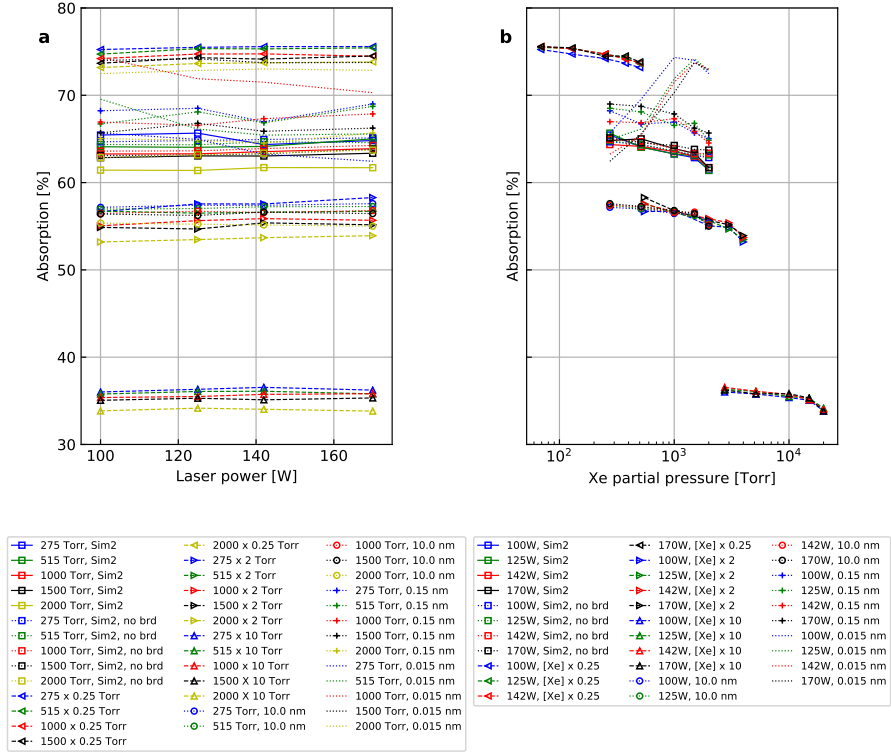 a
b
80
70
60
50
40
30
Absorption [%]
Absorption [%]
100 120 140 160
Laser power [W]
10² 10³ 10⁴
Xe partial pressure [Torr]
275 Torr, Sim2
515 Torr, Sim2
1000 Torr, Sim2
1500 Torr, Sim2
2000 Torr, Sim2
275 Torr, Sim2, no brd
515 Torr, Sim2, no brd
1000 Torr, Sim2, no brd
1500 Torr, Sim2, no brd
2000 Torr, Sim2, no brd
275 x 0.25 Torr
515 x 0.25 Torr
1000 x 0.25 Torr
1500 x 0.25 Torr
2000 x 0.25 Torr
275 x 2 Torr
515 x 2 Torr
1000 x 2 Torr
1500 x 2 Torr
2000 x 2 Torr
275 x 10 Torr
515 x 10 Torr
1000 x 10 Torr
1500 X 10 Torr
2000 X 10 Torr
275 Torr, 10.0 nm
515 Torr, 10.0 nm
1000 Torr, 10.0 nm
1500 Torr, 10.0 nm
2000 Torr, 10.0 nm
275 Torr, 0.15 nm
515 Torr, 0.15 nm
1000 Torr, 0.15 nm
1500 Torr, 0.15 nm
2000 Torr, 0.15 nm
275 Torr, 0.015 nm
515 Torr, 0.015 nm
1000 Torr, 0.015 nm
1500 Torr, 0.015 nm
2000 Torr, 0.015 nm
100W, Sim2
125W, Sim2
142W, Sim2
170W, Sim2
100W, Sim2, no brd
125W, Sim2, no brd
142W, Sim2, no brd
170W, Sim2, no brd
100W, [Xe] x 0.25
125W, [Xe] x 0.25
142W, [Xe] x 0.25
170W, [Xe] x 0.25
100W, [Xe] x 2
125W, [Xe] x 2
142W, [Xe] x 2
170W, [Xe] x 2
100W, [Xe] x 10
125W, [Xe] x 10
142W, [Xe] x 10
170W, [Xe] x 10
100W, 10.0 nm
125W, 10.0 nm
142W, 10.0 nm
170W, 10.0 nm
100W, 0.15 nm
125W, 0.15 nm
142W, 0.15 nm
170W, 0.15 nm
100W, 0.015 nm
125W, 0.015 nm
142W, 0.015 nm
170W, 0.015 nm